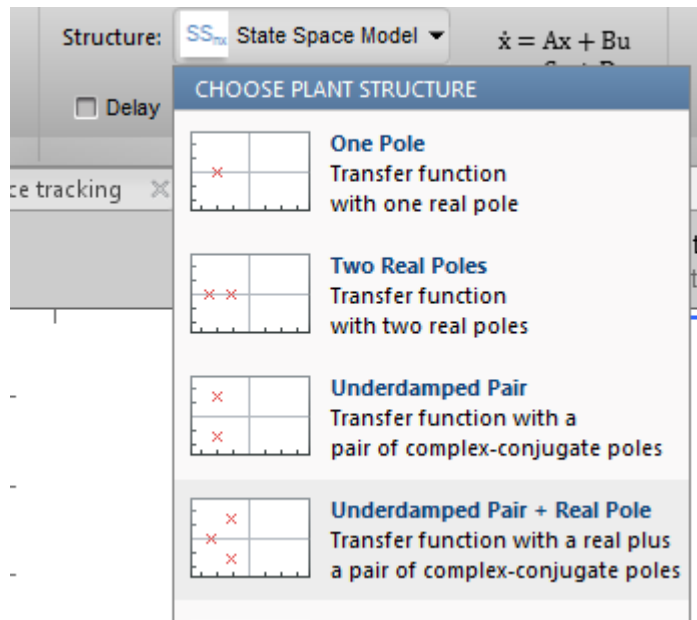 Structure: SSnx State Space Model
ẋ = Ax + Bu
Delay
CHOOSE PLANT STRUCTURE
One Pole
Transfer function
with one real pole
ce tracking
Two Real Poles
Transfer function
with two real poles
Underdamped Pair
Transfer function with a
pair of complex-conjugate poles
Underdamped Pair + Real Pole
Transfer function with a real plus
a pair of complex-conjugate poles